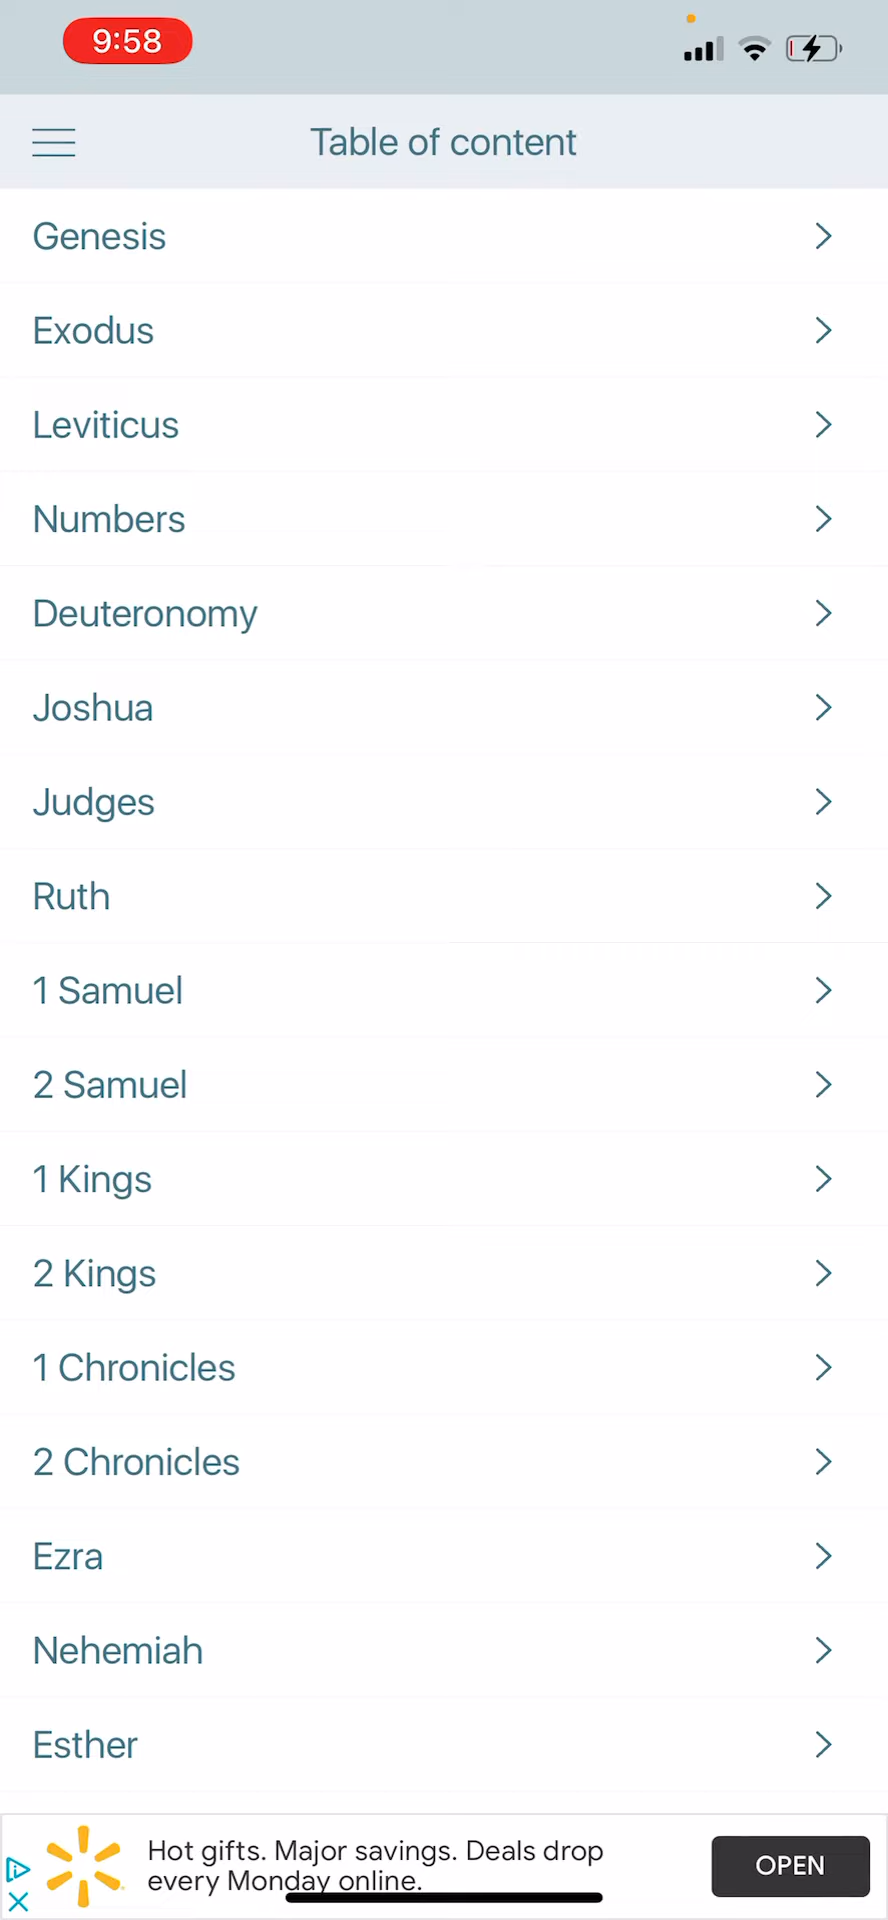 9:58
Table of content
Genesis
Exodus
Leviticus
Numbers
Deuteronomy
Joshua
Judges
Ruth
1 Samuel
2 Samuel
1 Kings
2 Kings
1 Chronicles
2 Chronicles
Ezra
Nehemiah
Esther
Hot gifts. Major savings. Deals drop
every Monday online.
OPEN